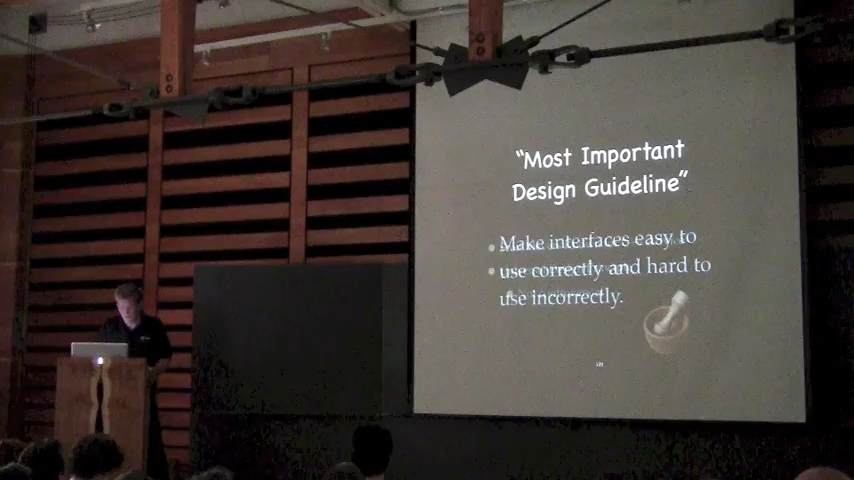 “Most Important
Design Guideline”
Make interfaces easy to
use correctly and hard to
use incorrectly.